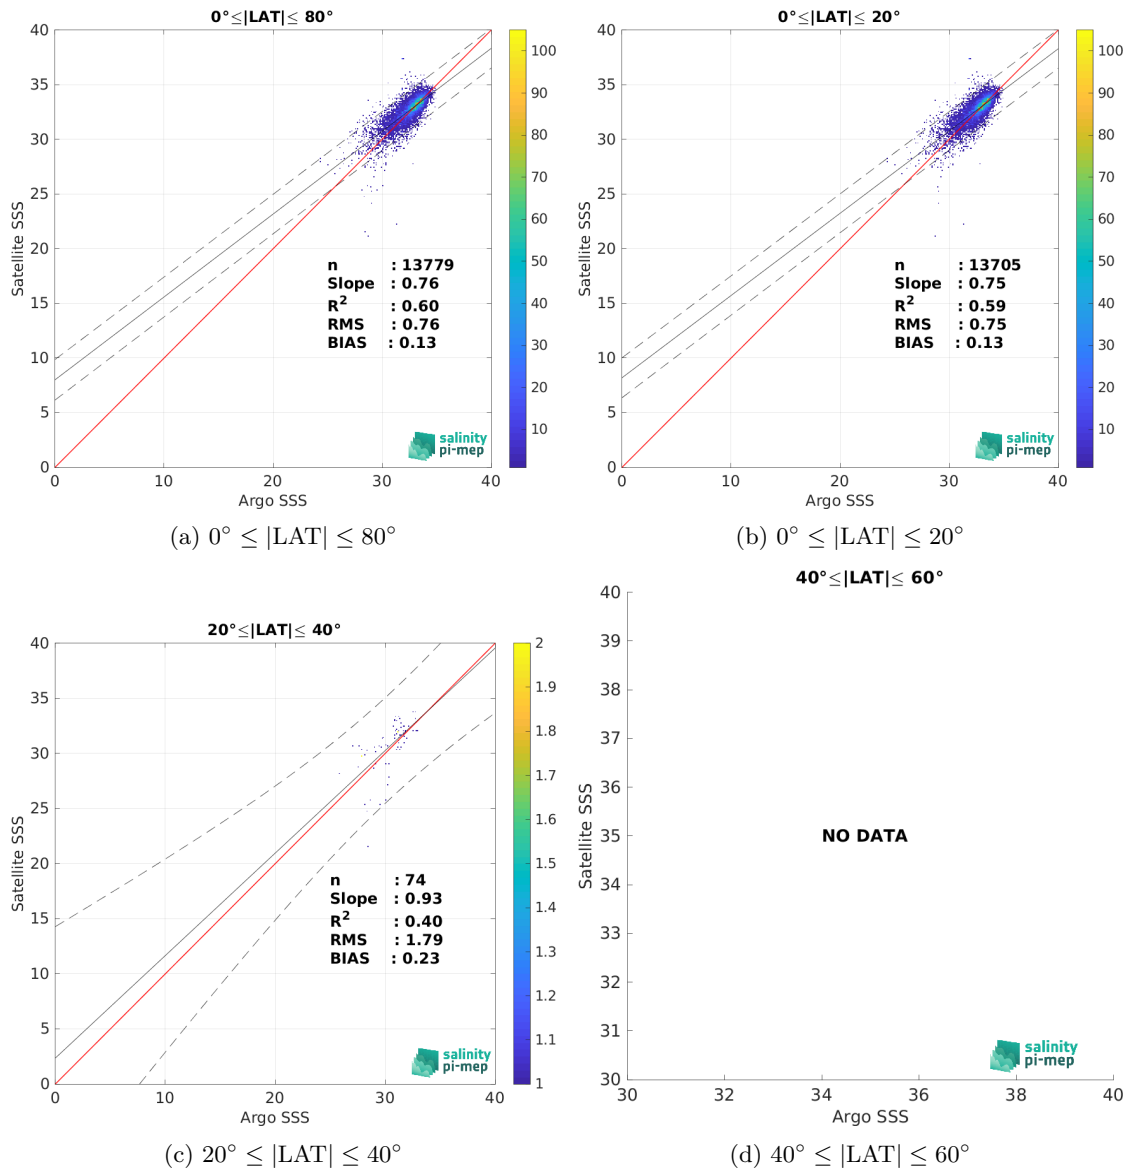 0°≤|LAT|≤ 80°
Satellite SSS
40
35
30
25
20
15
10
5
0
0 10 20 30 40
Argo SSS
100
90
80
70
60
50
40
30
20
10
n : 13779
Slope : 0.76
R2 : 0.60
RMS : 0.76
BIAS : 0.13
salinity
pi-mep
(a) 0° ≤ |LAT| ≤ 80°
0°≤|LAT|≤ 20°
Satellite SSS
40
35
30
25
20
15
10
5
0
0 10 20 30 40
Argo SSS
100
90
80
70
60
50
40
30
20
10
n : 13705
Slope : 0.75
R2 : 0.59
RMS : 0.75
BIAS : 0.13
salinity
pi-mep
(b) 0° ≤ |LAT| ≤ 20°
20°≤|LAT|≤ 40°
Satellite SSS
40
35
30
25
20
15
10
5
0
0 10 20 30 40
Argo SSS
2
1.9
1.8
1.7
1.6
1.5
1.4
1.3
1.2
1.1
1
n : 74
Slope : 0.93
R2 : 0.40
RMS : 1.79
BIAS : 0.23
salinity
pi-mep
(c) 20° ≤ |LAT| ≤ 40°
40°≤|LAT|≤ 60°
Satellite SSS
40
39
38
37
36
35
34
33
32
31
30
30 32 34 36 38 40
Argo SSS
NO DATA
salinity
pi-mep
(d) 40° ≤ |LAT| ≤ 60°